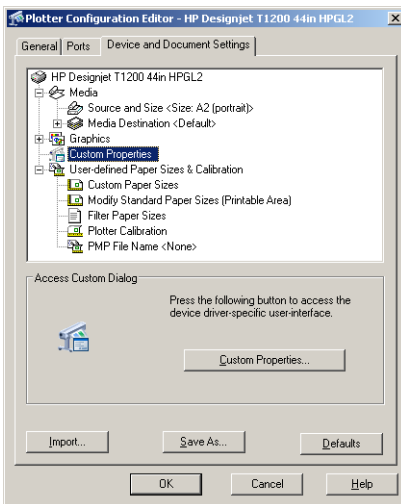 Plotter Configuration Editor - HP Designjet T1200 44in HPGL2
General Ports Device and Document Settings
HP Designjet T1200 44in HPGL2
Media
Source and Size <Size: A2 (portrait)>
Media Destination <Default>
Graphics
Custom Properties
User-defined Paper Sizes & Calibration
Custom Paper Sizes
Modify Standard Paper Sizes (Printable Area)
Filter Paper Sizes
Plotter Calibration
PMP File Name <None>
Access Custom Dialog
Press the following button to access the
device driver-specific user-interface.
Custom Properties...
Import... Save As... Defaults
OK Cancel Help